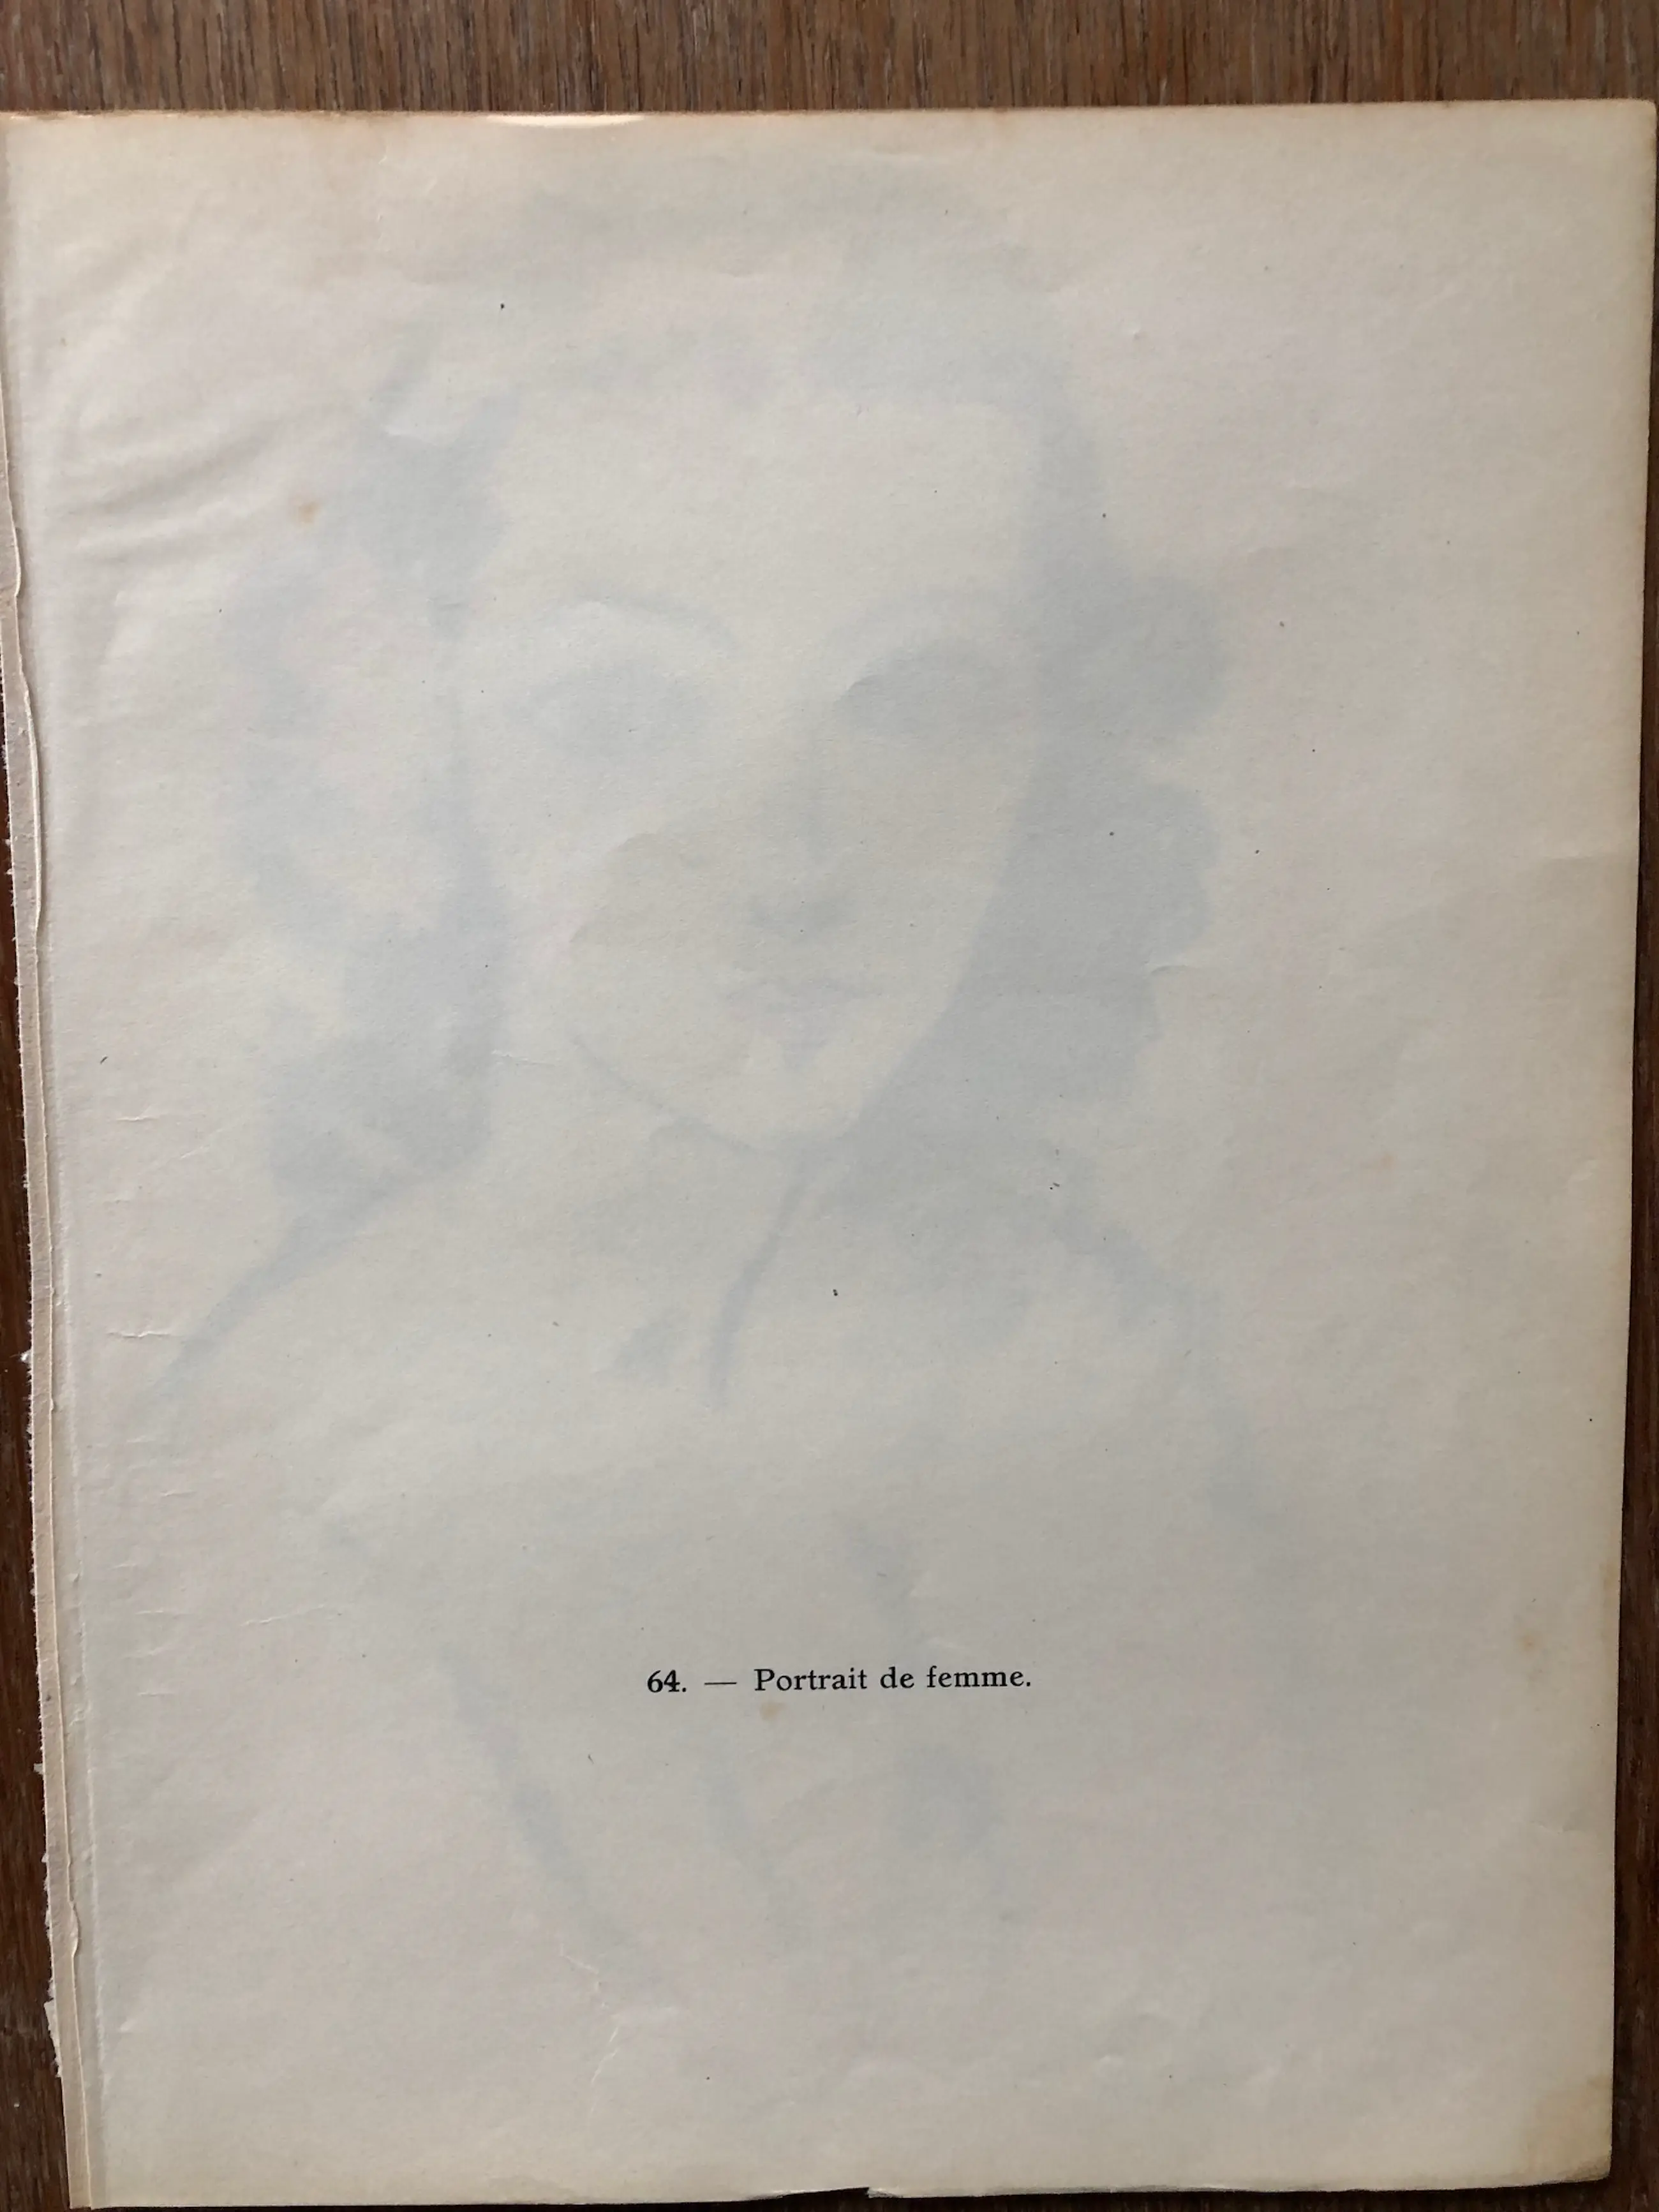 64. — Portrait de femme.